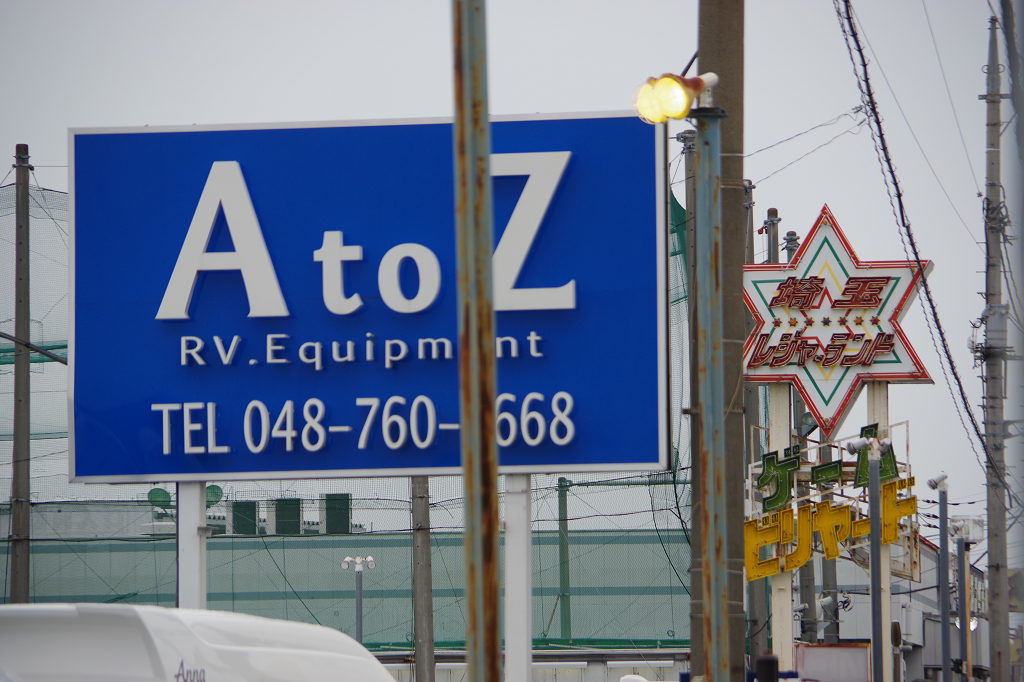 A to Z
RV.Equipm nt
TEL 048-760- 668
埼玉
レジャーランド
ゲーム
ビリヤード
Anna